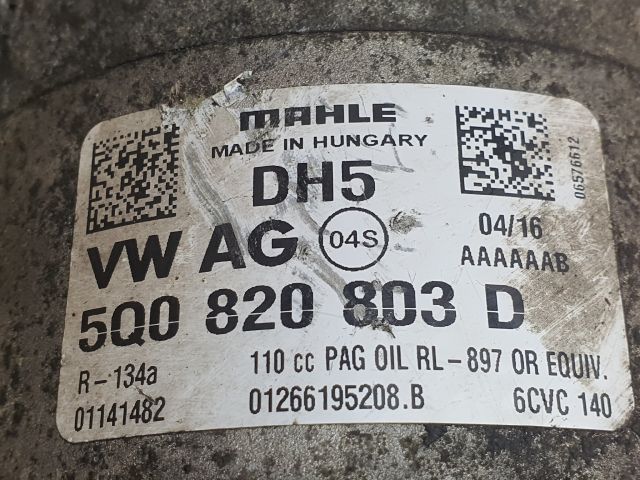 MAHLE
MADE IN HUNGARY
DH5
06576612
VW AG 04S 04/16
AAAAAAB
5Q0 820 803 D
R-134a 110 cc PAG OIL RL-897 OR EQUIV.
01141482 01266195208.B 6CVC 140